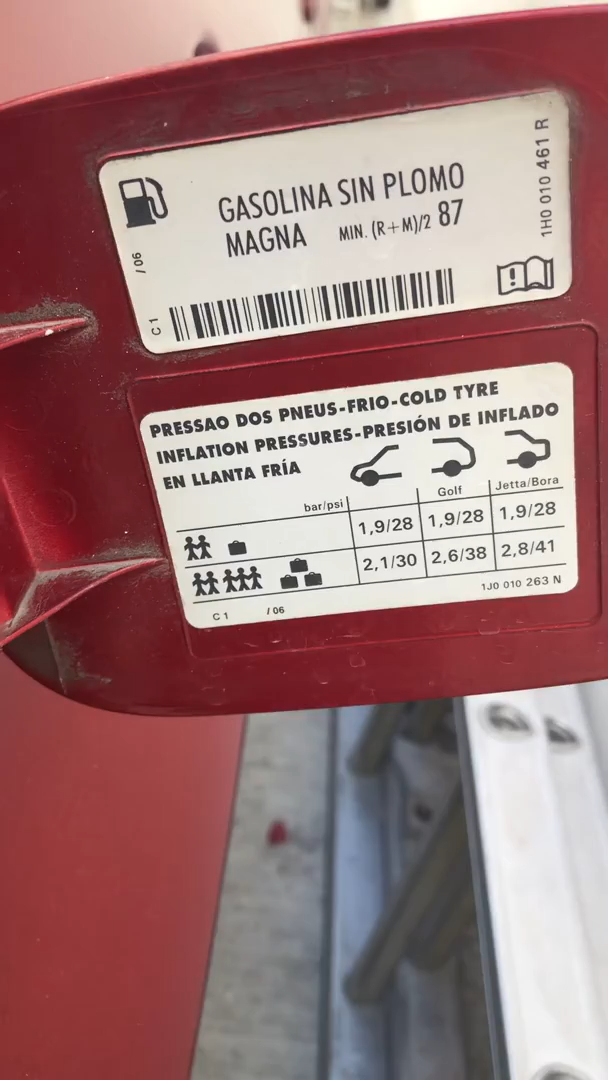 GASOLINA SIN PLOMO
MAGNA MIN. (R+M)/2 87
1H0 010 461 R
/06
C 1
PRESSAO DOS PNEUS-FRIO-COLD TYRE
INFLATION PRESSURES-PRESIÓN DE INFLADO
EN LLANTA FRÍA
bar/psi Golf Jetta/Bora
1,9/28 1,9/28 1,9/28
2,1/30 2,6/38 2,8/41
C 1 /06 1J0 010 263 N